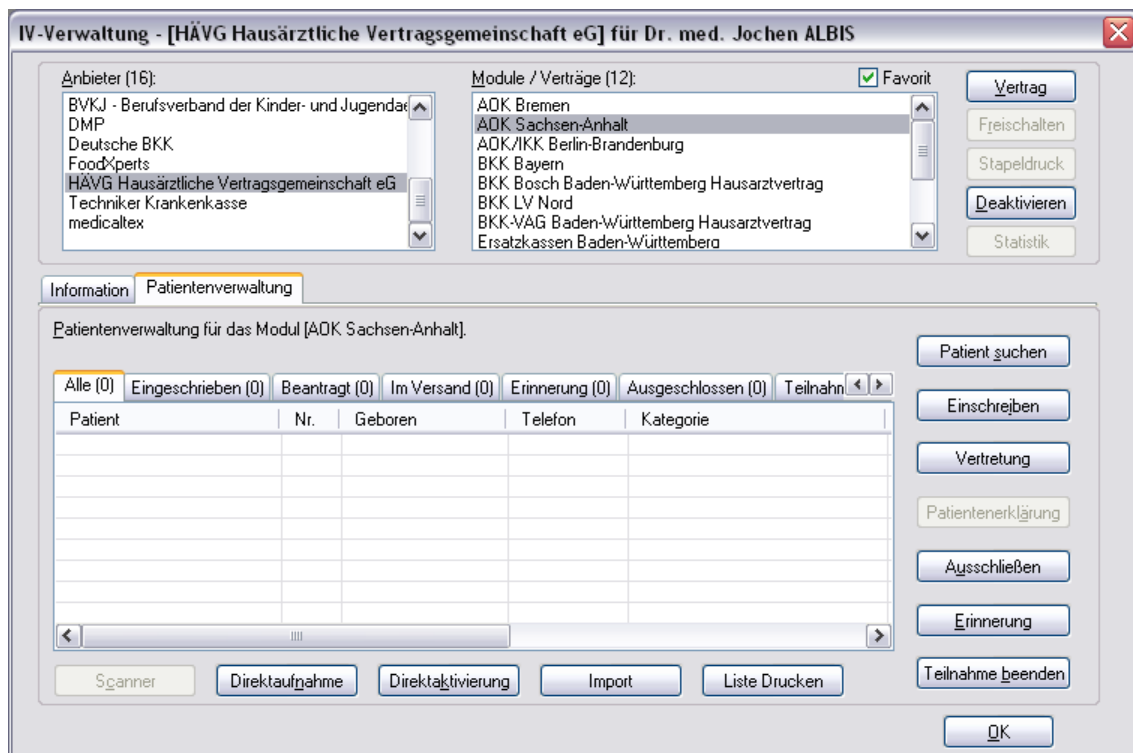 IV-Verwaltung - [HÄVG Hausärztliche Vertragsgemeinschaft eG] für Dr. med. Jochen ALBIS
Anbieter (16):
BVKJ - Berufsverband der Kinder- und Jugendae
DMP
Deutsche BKK
FoodXperts
HÄVG Hausärztliche Vertragsgemeinschaft eG
Techniker Krankenkasse
medicaltex
Module / Verträge (12):
Favorit
AOK Bremen
AOK Sachsen-Anhalt
AOK/IKK Berlin-Brandenburg
BKK Bayern
BKK Bosch Baden-Württemberg Hausarztvertrag
BKK LV Nord
BKK-VAG Baden-Württemberg Hausarztvertrag
Ersatzkassen Baden-Württemberg
Vertrag
Freischalten
Stapeldruck
Deaktivieren
Statistik
Information Patientenverwaltung
Patientenverwaltung für das Modul [AOK Sachsen-Anhalt].
Alle (0) Eingeschrieben (0) Beantragt (0) Im Versand (0) Erinnerung (0) Ausgeschlossen (0) Teilnahm
Patient Nr. Geboren Telefon Kategorie
Patient suchen
Einschreiben
Vertretung
Patientenerklärung
Ausschließen
Erinnerung
Teilnahme beenden
Scanner Direktaufnahme Direktaktivierung Import Liste Drucken
OK